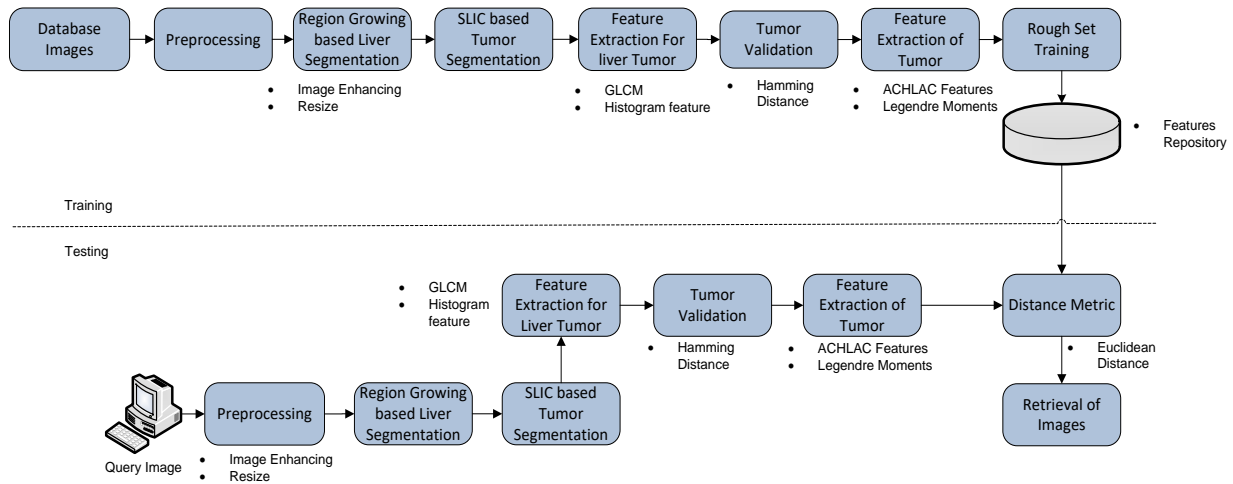 Database
Images
Preprocessing
Region Growing
based Liver
Segmentation
SLIC based
Tumor
Segmentation
Feature
Extraction For
liver Tumor
Tumor
Validation
Feature
Extraction of
Tumor
Rough Set
Training
• Image Enhancing
• Resize
• GLCM
• Histogram feature
• Hamming
Distance
• ACHLAC Features
• Legendre Moments
• Features
Repository
Training
Testing
• GLCM
• Histogram
feature
Feature
Extraction for
Liver Tumor
Tumor
Validation
Feature
Extraction of
Tumor
Distance Metric
• Hamming
Distance
• ACHLAC Features
• Legendre Moments
• Euclidean
Distance
Query Image
Preprocessing
Region Growing
based Liver
Segmentation
SLIC based
Tumor
Segmentation
Retrieval of
Images
• Image Enhancing
• Resize